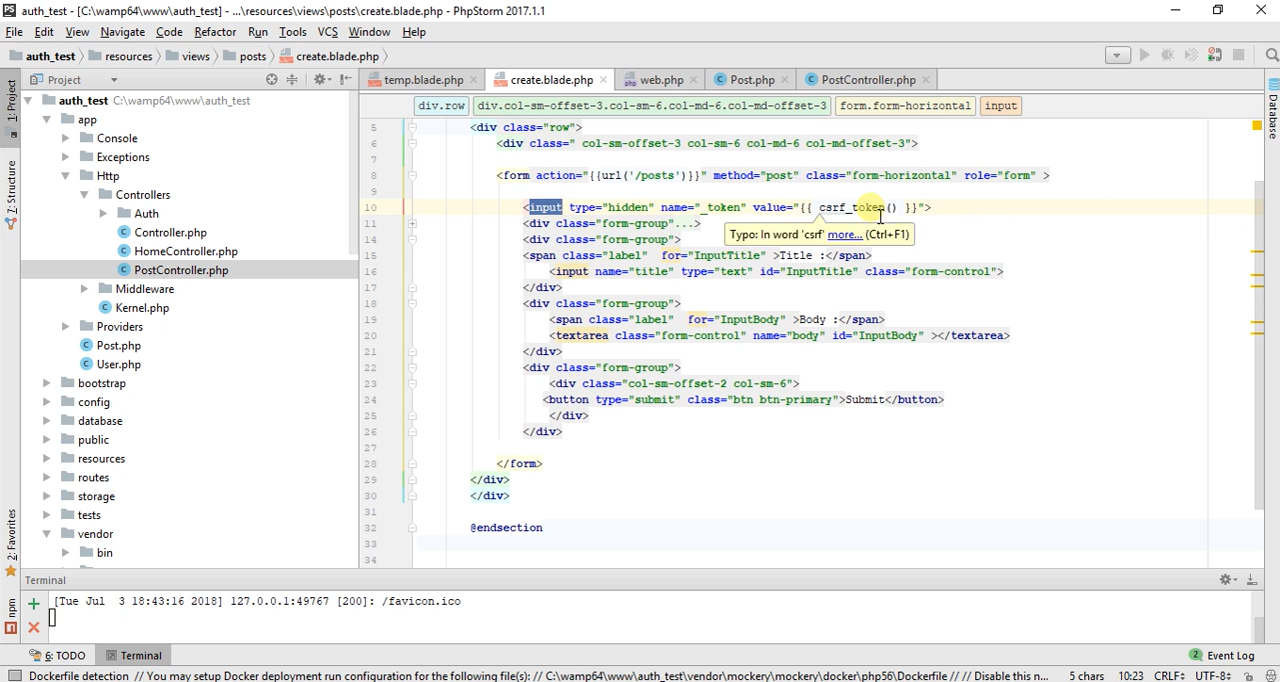 PS auth_test - [C:\wamp64\www\auth_test] - ...\resources\views\posts\create.blade.php - PhpStorm 2017.1.1
File Edit View Navigate Code Refactor Run Tools VCS Window Help
auth_test resources views posts create.blade.php
1: Project
Z: Structure
2: Favorites
npm
Project
temp.blade.php create.blade.php web.php Post.php PostController.php
Database
auth_test C:\wamp64\www\auth_test
app
Console
Exceptions
Http
Controllers
Auth
Controller.php
HomeController.php
PostController.php
Middleware
Kernel.php
Providers
Post.php
User.php
bootstrap
config
database
public
resources
routes
storage
tests
vendor
bin
div.row div.col-sm-offset-3.col-sm-6.col-md-6.col-md-offset-3 form.form-horizontal input
5 <div class="row">
6 <div class=" col-sm-offset-3 col-sm-6 col-md-6 col-md-offset-3">
7
8 <form action="{{url('/posts')}}" method="post" class="form-horizontal" role="form" >
9
10 <input type="hidden" name="_token" value="{{ csrf_token() }}">
11 <div class="form-group"...>
14 <div class="form-group">
Typo: In word 'csrf' more... (Ctrl+F1)
15 <span class="label" for="InputTitle" >Title :</span>
16 <input name="title" type="text" id="InputTitle" class="form-control">
17 </div>
18 <div class="form-group">
19 <span class="label" for="InputBody" >Body :</span>
20 <textarea class="form-control" name="body" id="InputBody" ></textarea>
21 </div>
22 <div class="form-group">
23 <div class="col-sm-offset-2 col-sm-6">
24 <button type="submit" class="btn btn-primary">Submit</button>
25 </div>
26 </div>
27
28 </form>
29 </div>
30 </div>
31
32 @endsection
33
34
Terminal
[Tue Jul 3 18:43:16 2018] 127.0.0.1:49767 [200]: /favicon.ico
6: TODO Terminal 2 Event Log
Dockerfile detection // You may setup Docker deployment run configuration for the following file(s): // C:\wamp64\www\auth_test\vendor\mockery\mockery\docker\php56\Dockerfile // // Disable this n... 5 chars 10:23 CRLF UTF-8